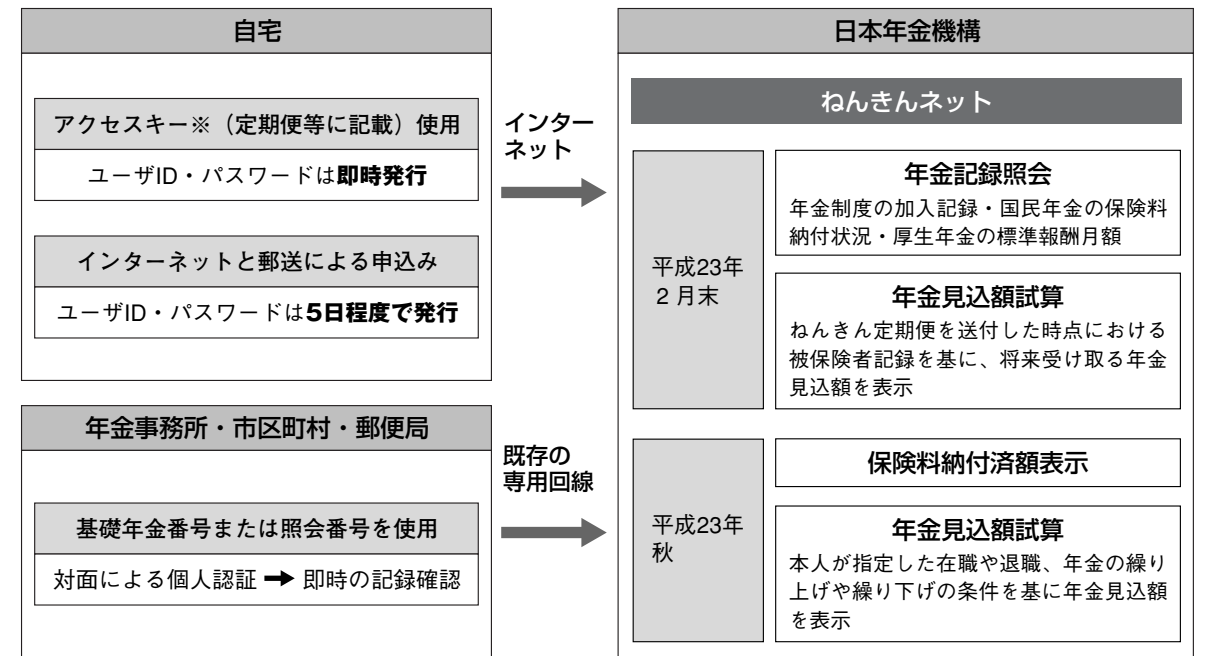 自宅
アクセスキー※（定期便等に記載）使用
ユーザID・パスワードは即時発行
インターネットと郵送による申込み
ユーザID・パスワードは5日程度で発行
年金事務所・市区町村・郵便局
基礎年金番号または照会番号を使用
対面による個人認証 ➡ 即時の記録確認
インター
ネット
既存の
専用回線
日本年金機構
ねんきんネット
平成23年
２月末
年金記録照会
年金制度の加入記録・国民年金の保険料
納付状況・厚生年金の標準報酬月額
年金見込額試算
ねんきん定期便を送付した時点における
被保険者記録を基に、将来受け取る年金
見込額を表示
平成23年
秋
保険料納付済額表示
年金見込額試算
本人が指定した在職や退職、年金の繰り
上げや繰り下げの条件を基に年金見込額
を表示